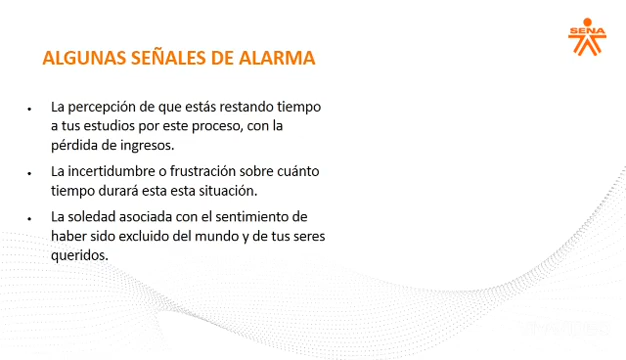 SENA
ALGUNAS SEÑALES DE ALARMA
• La percepción de que estás restando tiempo
a tus estudios por este proceso, con la
pérdida de ingresos.
• La incertidumbre o frustración sobre cuánto
tiempo durará esta esta situación.
• La soledad asociada con el sentimiento de
haber sido excluido del mundo y de tus seres
queridos.